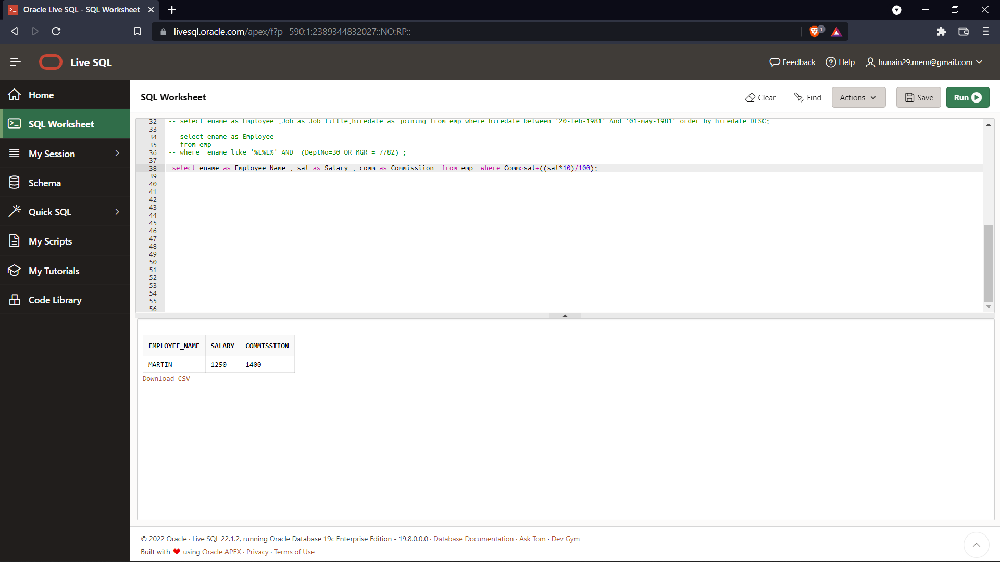 Oracle Live SQL - SQL Worksheet
livesql.oracle.com/apex/f?p=590:1:2389344832027::NO:RP::
1
Live SQL
Feedback
Help
hunain29.mem@gmail.com
Home
SQL Worksheet
My Session
Schema
Quick SQL
My Scripts
My Tutorials
Code Library
SQL Worksheet
Clear
Find
Actions
Save
Run
32 -- select ename as Employee ,Job as Job_tittle,hiredate as joining from emp where hiredate between '20-feb-1981' And '01-may-1981' order by hiredate DESC;
33
34 -- select ename as Employee
35 -- from emp
36 -- where  ename like '%L%L%' AND  (DeptNo=30 OR MGR = 7782) ;
37
38 select ename as Employee_Name , sal as Salary , comm as Commissiion  from emp  where Comm>sal+((sal*10)/100);
39
40
41
42
43
44
45
46
47
48
49
50
51
52
53
54
55
56
EMPLOYEE_NAME SALARY COMMISSIION
MARTIN 1250 1400
Download CSV
© 2022 Oracle · Live SQL 22.1.2, running Oracle Database 19c Enterprise Edition - 19.8.0.0.0 · Database Documentation · Ask Tom · Dev Gym
Built with ❤ using Oracle APEX · Privacy · Terms of Use